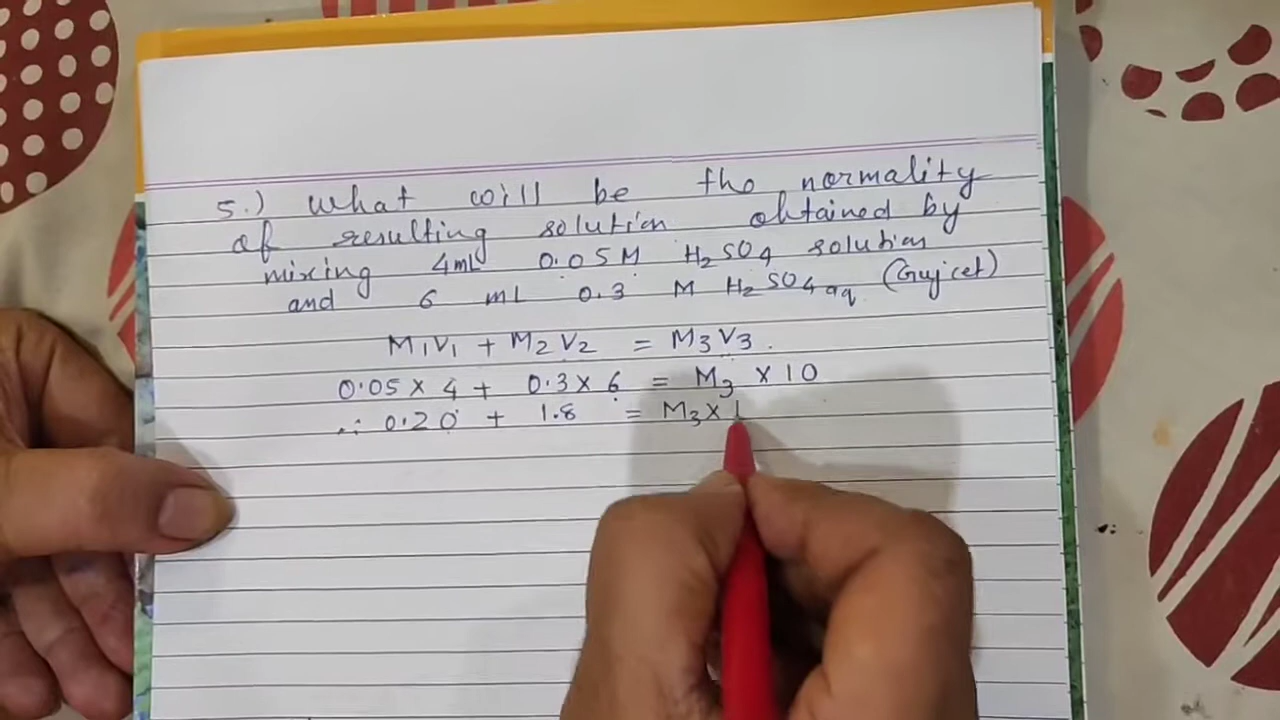 5.) What will be the normality
of resulting solution obtained by
mixing 4mL 0.05M H₂SO₄ solution
and 6 mL 0.3 M H₂SO₄ aq (Gujcet)
M₁V₁ + M₂V₂ = M₃V₃.
0.05 × 4 + 0.3 × 6 = M₃ × 10
∴ 0.20 + 1.8 = M₃ × 1